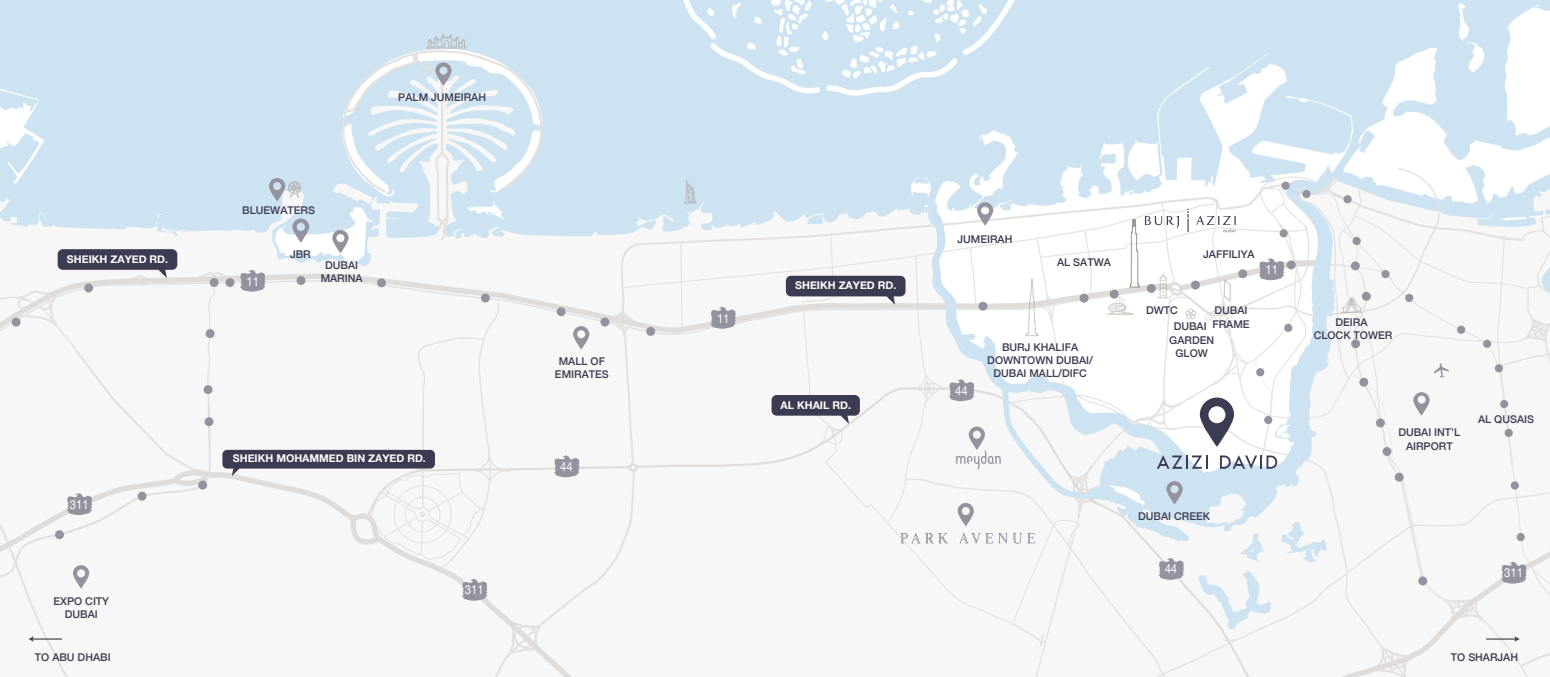 PALM JUMEIRAH
BLUEWATERS
JBR
DUBAI
MARINA
SHEIKH ZAYED RD.
11
MALL OF
EMIRATES
11
SHEIKH ZAYED RD.
JUMEIRAH
BURJ AZIZI
DUBAI
AL SATWA
JAFFILIYA
11
DWTC
DUBAI
GARDEN
GLOW
DUBAI
FRAME
DEIRA
CLOCK TOWER
BURJ KHALIFA
DOWNTOWN DUBAI/
DUBAI MALL/DIFC
44
AL KHAIL RD.
meydan
AZIZI DAVID
DUBAI CREEK
DUBAI INT'L
AIRPORT
AL QUSAIS
SHEIKH MOHAMMED BIN ZAYED RD.
44
311
PARK AVENUE
44
311
311
EXPO CITY
DUBAI
TO ABU DHABI
TO SHARJAH